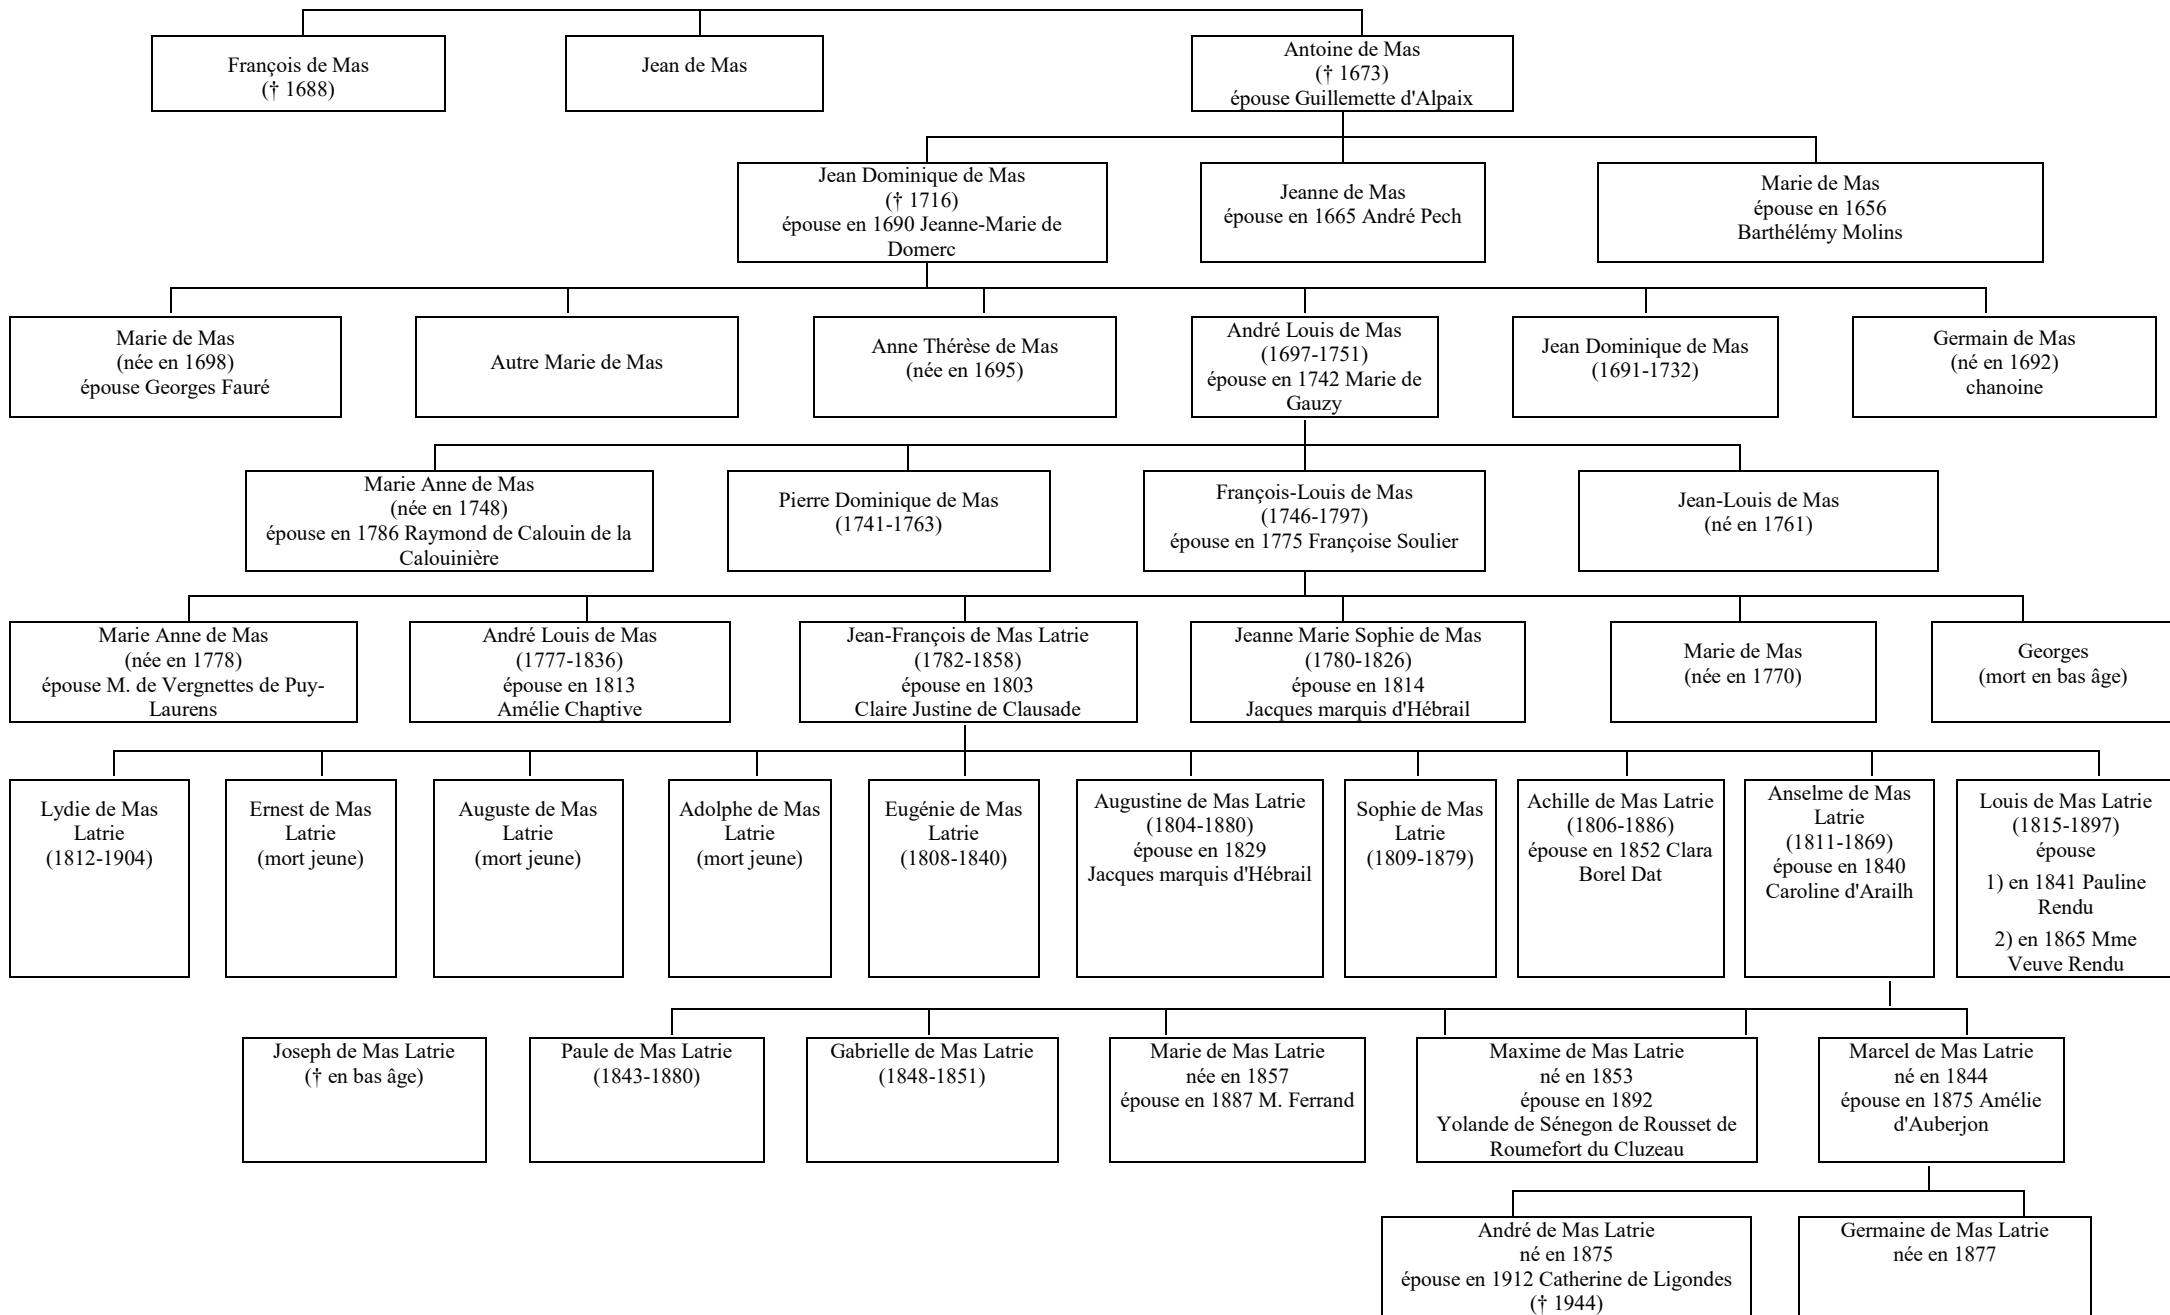 François de Mas
(† 1688)
Jean de Mas
Antoine de Mas
(† 1673)
épouse Guillemette d'Alpaix
Jean Dominique de Mas
(† 1716)
épouse en 1690 Jeanne-Marie de
Domerc
Jeanne de Mas
épouse en 1665 André Pech
Marie de Mas
épouse en 1656
Barthélémy Molins
Marie de Mas
(née en 1698)
épouse Georges Fauré
Autre Marie de Mas
Anne Thérèse de Mas
(née en 1695)
André Louis de Mas
(1697-1751)
épouse en 1742 Marie de
Gauzy
Jean Dominique de Mas
(1691-1732)
Germain de Mas
(né en 1692)
chanoine
Marie Anne de Mas
(née en 1748)
épouse en 1786 Raymond de Calouin de la
Calouinière
Pierre Dominique de Mas
(1741-1763)
François-Louis de Mas
(1746-1797)
épouse en 1775 Françoise Soulier
Jean-Louis de Mas
(né en 1761)
Marie Anne de Mas
(née en 1778)
épouse M. de Vergnettes de Puy-
Laurens
André Louis de Mas
(1777-1836)
épouse en 1813
Amélie Chaptive
Jean-François de Mas Latrie
(1782-1858)
épouse en 1803
Claire Justine de Clausade
Jeanne Marie Sophie de Mas
(1780-1826)
épouse en 1814
Jacques marquis d'Hébrail
Marie de Mas
(née en 1770)
Georges
(mort en bas âge)
Lydie de Mas
Latrie
(1812-1904)
Ernest de Mas
Latrie
(mort jeune)
Auguste de Mas
Latrie
(mort jeune)
Adolphe de Mas
Latrie
(mort jeune)
Eugénie de Mas
Latrie
(1808-1840)
Augustine de Mas Latrie
(1804-1880)
épouse en 1829
Jacques marquis d'Hébrail
Sophie de Mas
Latrie
(1809-1879)
Achille de Mas Latrie
(1806-1886)
épouse en 1852 Clara
Borel Dat
Anselme de Mas
Latrie
(1811-1869)
épouse en 1840
Caroline d'Arailh
Louis de Mas Latrie
(1815-1897)
épouse
1) en 1841 Pauline
Rendu
2) en 1865 Mme
Veuve Rendu
Joseph de Mas Latrie
(† en bas âge)
Paule de Mas Latrie
(1843-1880)
Gabrielle de Mas Latrie
(1848-1851)
Marie de Mas Latrie
née en 1857
épouse en 1887 M. Ferrand
Maxime de Mas Latrie
né en 1853
épouse en 1892
Yolande de Sénegon de Rousset de
Roumefort du Cluzeau
Marcel de Mas Latrie
né en 1844
épouse en 1875 Amélie
d'Auberjon
André de Mas Latrie
né en 1875
épouse en 1912 Catherine de Ligondes
(† 1944)
Germaine de Mas Latrie
née en 1877